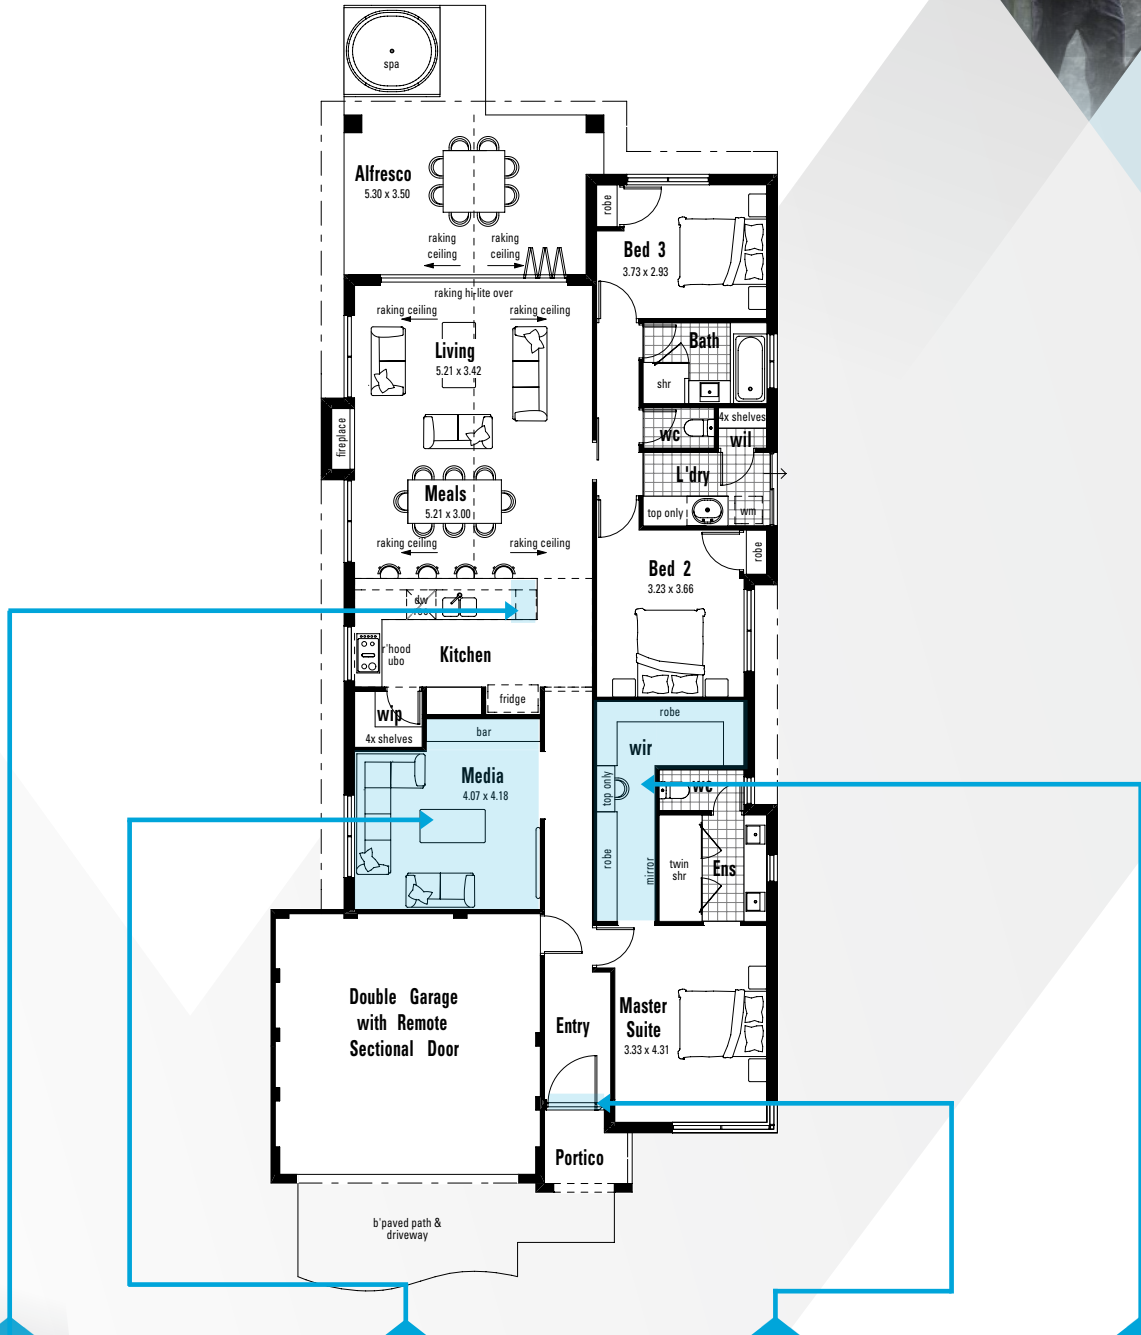 spa
Alfresco
5.30 x 3.50
raking
ceiling
raking
ceiling
robe
Bed 3
3.73 x 2.93
raking hi-lite over
raking ceiling
raking ceiling
Living
5.21 x 3.42
Bath
shr
fireplace
wc
4x shelves
wil
L'dry
top only
wm
Meals
5.21 x 3.00
raking ceiling
raking ceiling
robe
Bed 2
3.23 x 3.66
dw
r'hood
ubo
Kitchen
fridge
wip
4x shelves
bar
robe
wir
Media
4.07 x 4.18
top only
wc
robe
mirror
twin
shr
Ens
Double Garage
with Remote
Sectional Door
Entry
Master
Suite
3.33 x 4.31
Portico
b'paved path &
driveway